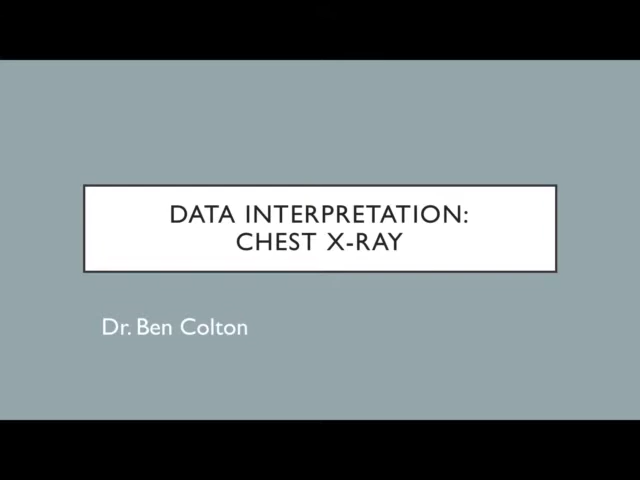 DATA INTERPRETATION:
CHEST X-RAY
Dr. Ben Colton